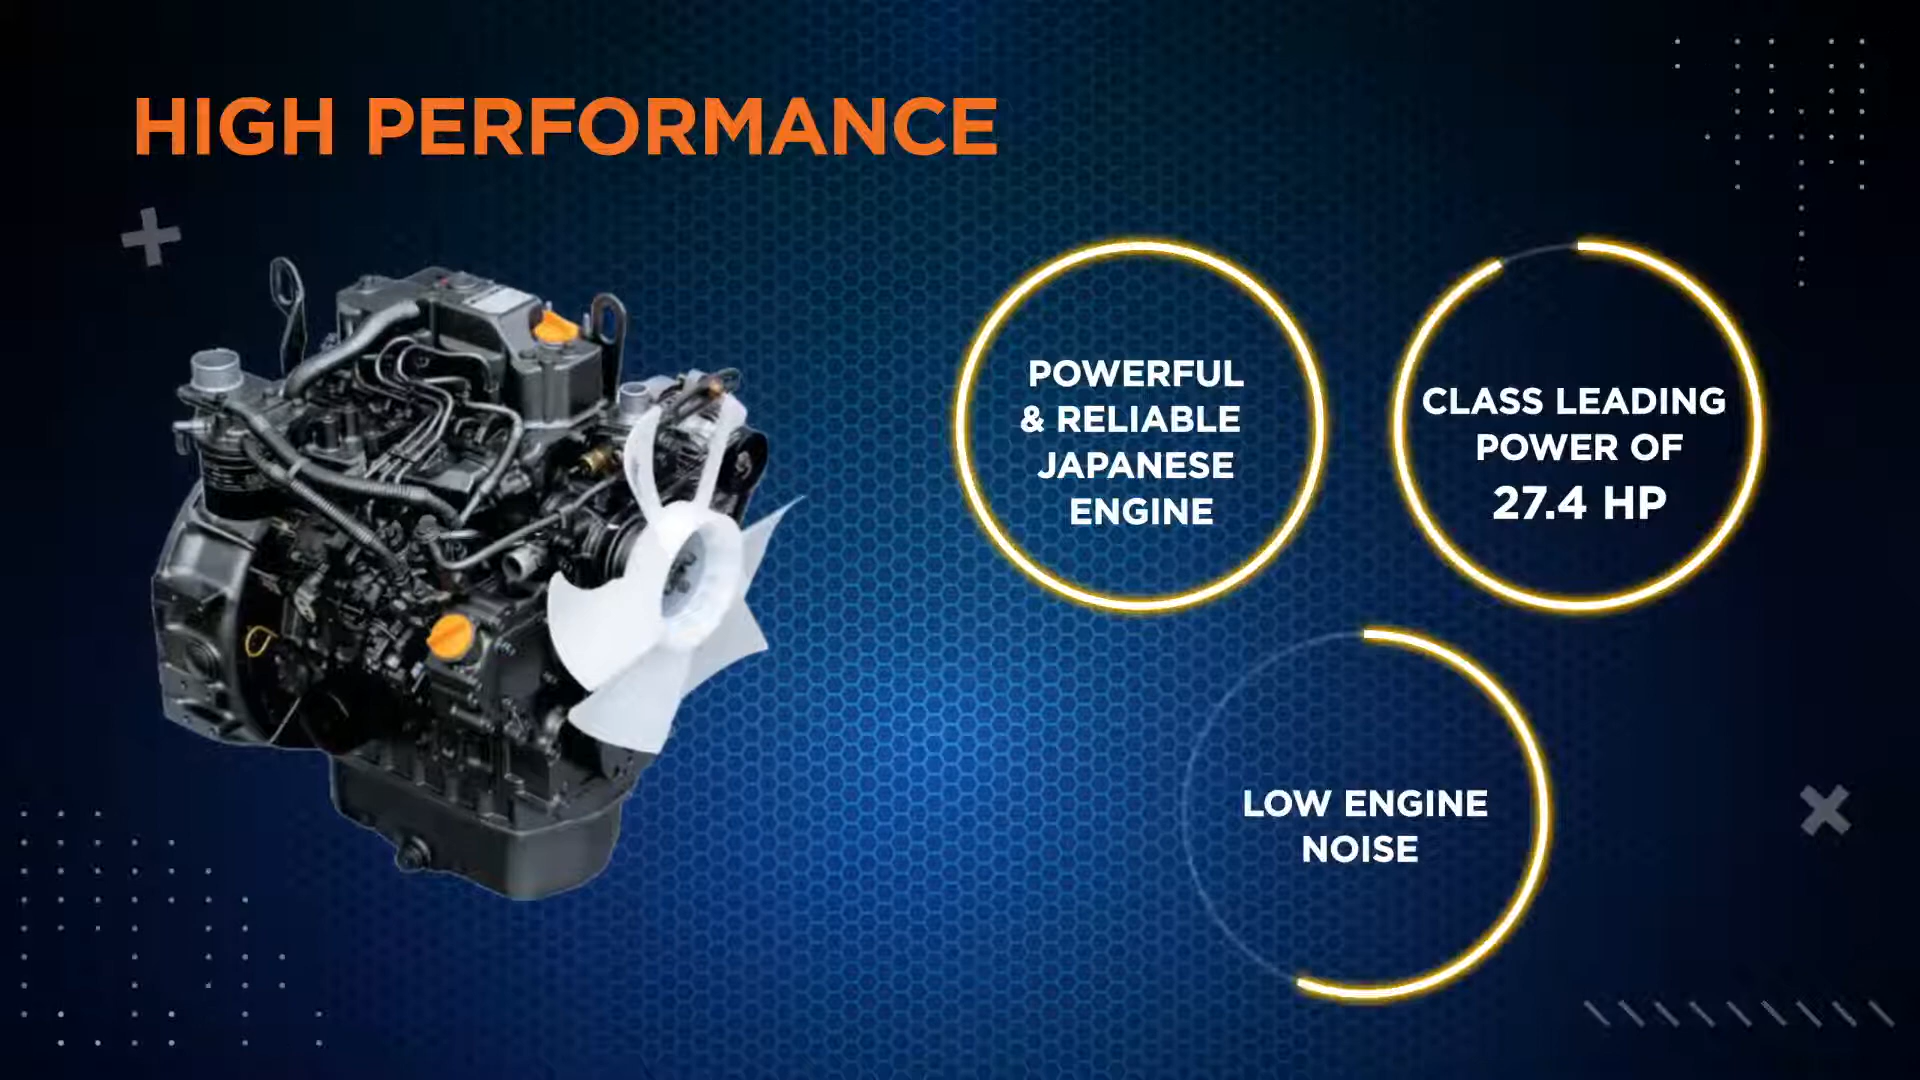 HIGH PERFORMANCE
POWERFUL
& RELIABLE
JAPANESE
ENGINE
CLASS LEADING
POWER OF
27.4 HP
LOW ENGINE
NOISE